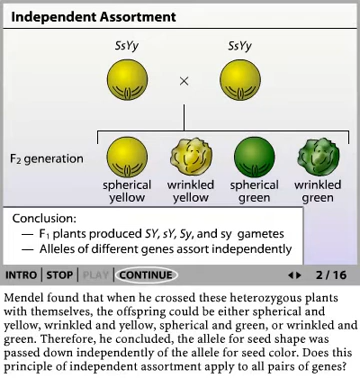 Independent Assortment
SsYy SsYy
×
F2 generation
spherical yellow
wrinkled yellow
spherical green
wrinkled green
Conclusion:
— F1 plants produced SY, sY, Sy, and sy gametes
— Alleles of different genes assort independently
INTRO | STOP | PLAY | CONTINUE 2 / 16
Mendel found that when he crossed these heterozygous plants
with themselves, the offspring could be either spherical and
yellow, wrinkled and yellow, spherical and green, or wrinkled and
green. Therefore, he concluded, the allele for seed shape was
passed down independently of the allele for seed color. Does this
principle of independent assortment apply to all pairs of genes?